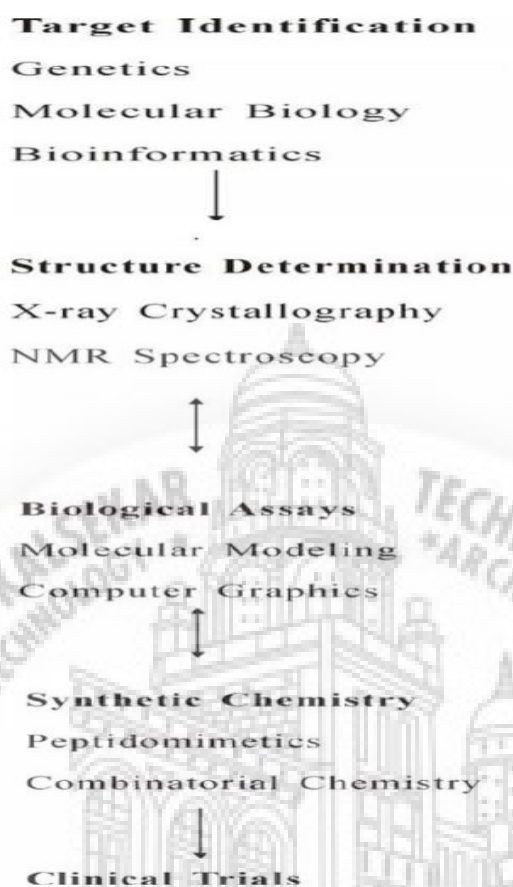 Target Identification
Genetics
Molecular Biology
Bioinformatics
Structure Determination
X-ray Crystallography
NMR Spectroscopy
Biological Assays
Molecular Modeling
Computer Graphics
Synthetic Chemistry
Peptidomimetics
Combinatorial Chemistry
Clinical Trials
KALSEKAR